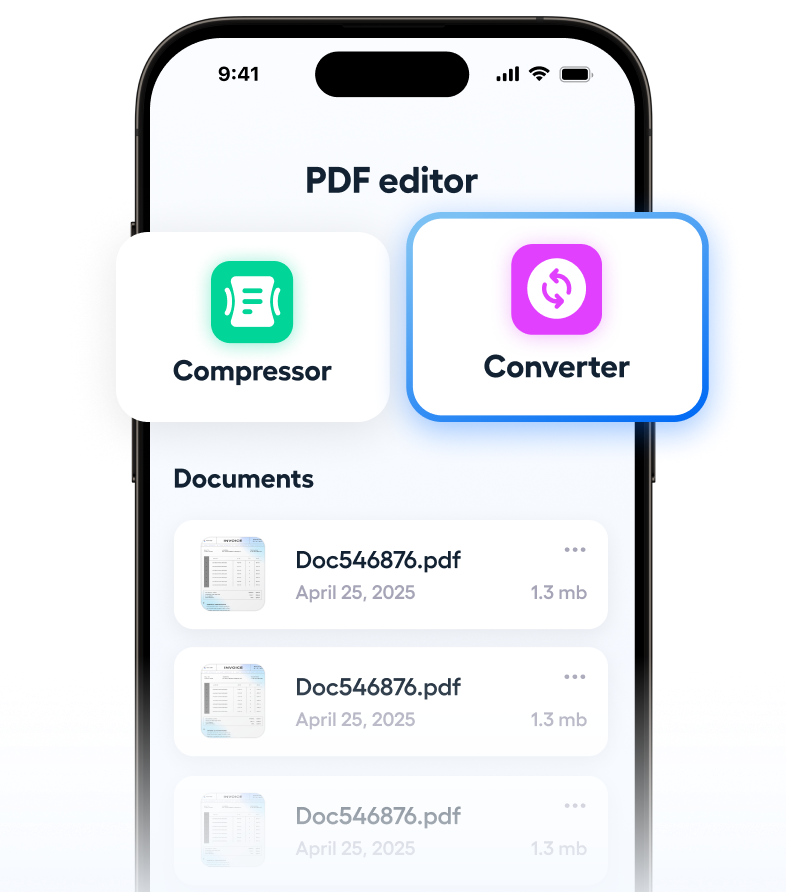 9:41
PDF editor
Compressor
Converter
Documents
INVOICE
Doc546876.pdf
April 25, 2025
1.3 mb
INVOICE
Doc546876.pdf
April 25, 2025
1.3 mb
INVOICE
Doc546876.pdf
April 25, 2025
1.3 mb